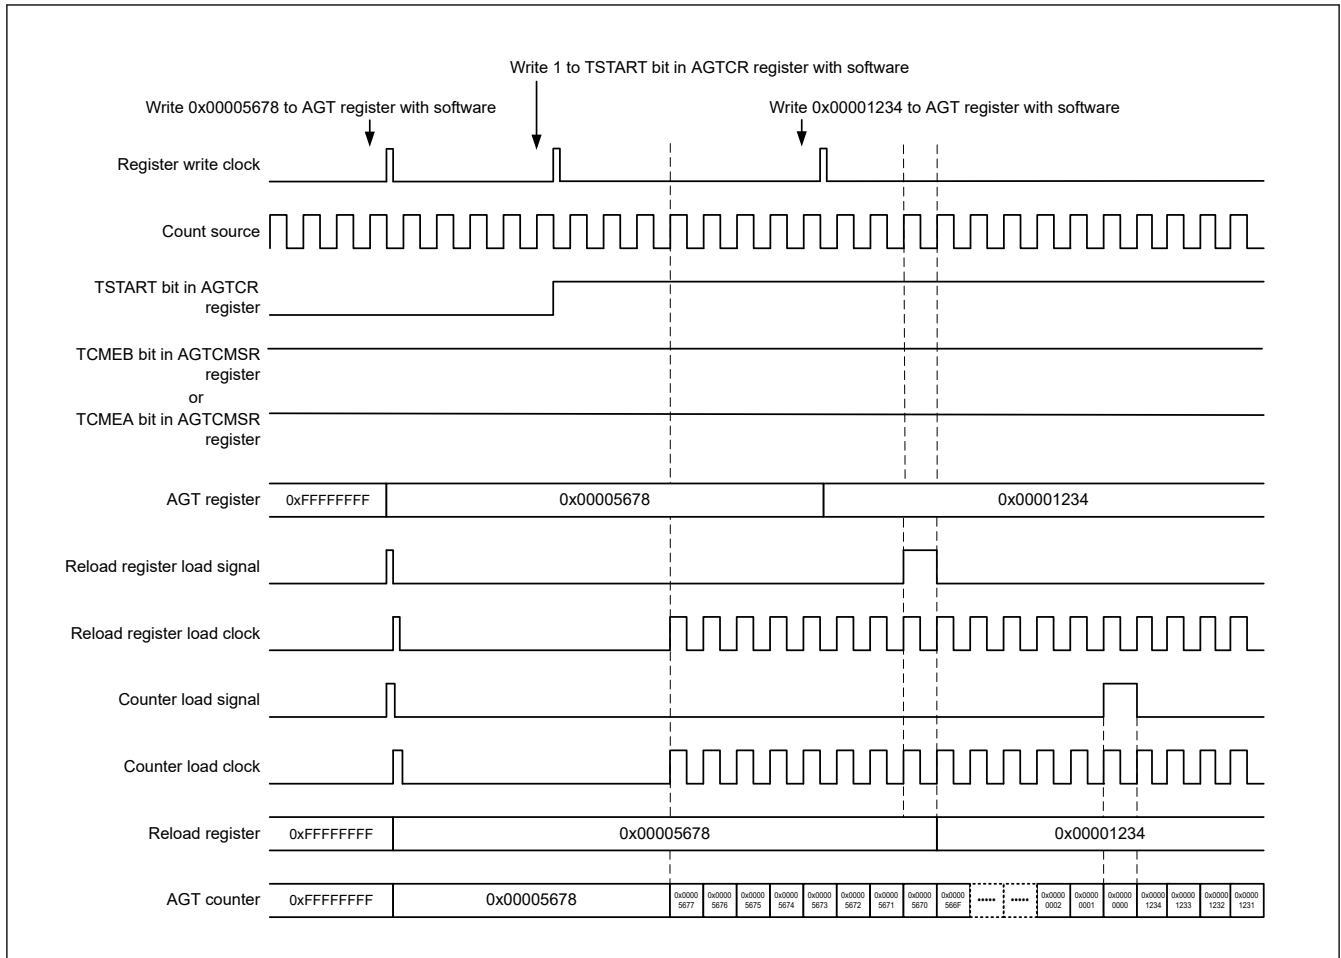 Write 1 to TSTART bit in AGTCR register with software
Write 0x00005678 to AGT register with software
Write 0x00001234 to AGT register with software
Register write clock
Count source
TSTART bit in AGTCR
register
TCMEB bit in AGTCMSR
register
or
TCMEA bit in AGTCMSR
register
AGT register
0xFFFFFFFF
0x00005678
0x00001234
Reload register load signal
Reload register load clock
Counter load signal
Counter load clock
Reload register
0xFFFFFFFF
0x00005678
0x00001234
AGT counter
0xFFFFFFFF
0x00005678
0x0000
5677
0x0000
5676
0x0000
5675
0x0000
5674
0x0000
5673
0x0000
5672
0x0000
5671
0x0000
5670
0x0000
566F
.....
.....
0x0000
0002
0x0000
0001
0x0000
0000
0x0000
1234
0x0000
1233
0x0000
1232
0x0000
1231